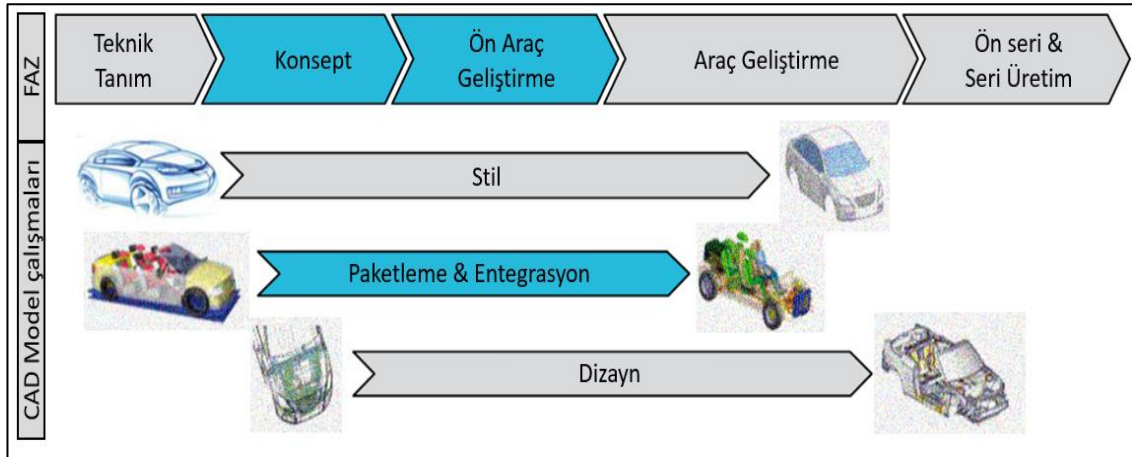 FAZ
Teknik
Tanım
Konsept
Ön Araç
Geliştirme
Araç Geliştirme
Ön seri &
Seri Üretim
CAD Model çalışmaları
Stil
Paketleme & Entegrasyon
Dizayn